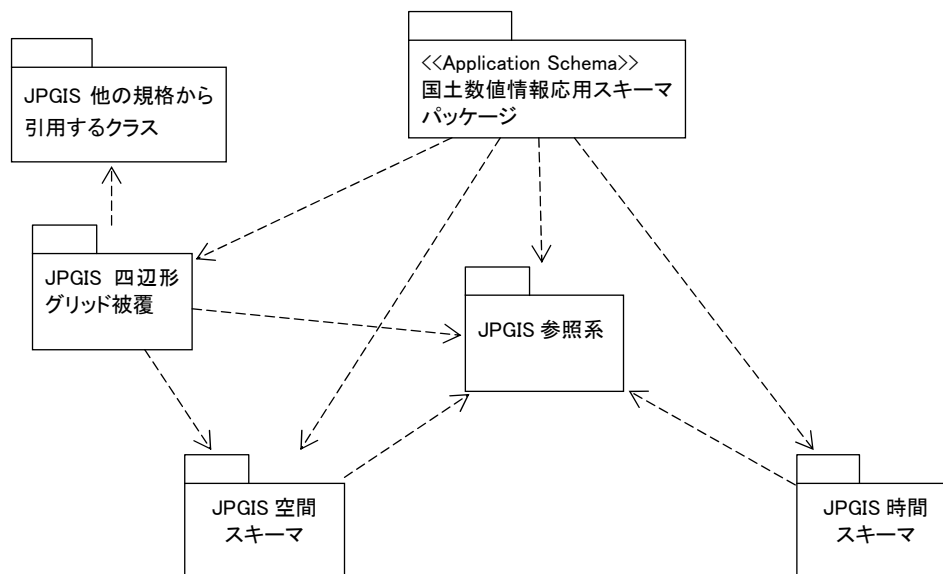 <<Application Schema>>
国土数値情報応用スキーマ
パッケージ
JPGIS 他の規格から
引用するクラス
JPGIS 四辺形
グリッド被覆
JPGIS 参照系
JPGIS 空間
スキーマ
JPGIS 時間
スキーマ